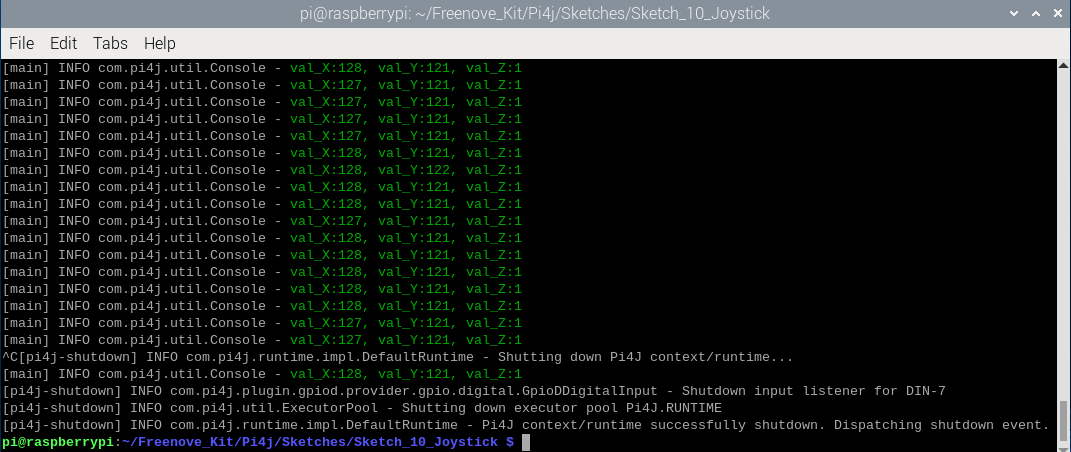 pi@raspberrypi: ~/Freenove_Kit/Pi4j/Sketches/Sketch_10_Joystick
File Edit Tabs Help
[main] INFO com.pi4j.util.Console - val_X:128, val_Y:121, val_Z:1
[main] INFO com.pi4j.util.Console - val_X:127, val_Y:121, val_Z:1
[main] INFO com.pi4j.util.Console - val_X:127, val_Y:121, val_Z:1
[main] INFO com.pi4j.util.Console - val_X:127, val_Y:121, val_Z:1
[main] INFO com.pi4j.util.Console - val_X:127, val_Y:121, val_Z:1
[main] INFO com.pi4j.util.Console - val_X:128, val_Y:121, val_Z:1
[main] INFO com.pi4j.util.Console - val_X:128, val_Y:122, val_Z:1
[main] INFO com.pi4j.util.Console - val_X:128, val_Y:121, val_Z:1
[main] INFO com.pi4j.util.Console - val_X:128, val_Y:121, val_Z:1
[main] INFO com.pi4j.util.Console - val_X:127, val_Y:121, val_Z:1
[main] INFO com.pi4j.util.Console - val_X:128, val_Y:121, val_Z:1
[main] INFO com.pi4j.util.Console - val_X:128, val_Y:121, val_Z:1
[main] INFO com.pi4j.util.Console - val_X:128, val_Y:121, val_Z:1
[main] INFO com.pi4j.util.Console - val_X:128, val_Y:121, val_Z:1
[main] INFO com.pi4j.util.Console - val_X:128, val_Y:121, val_Z:1
[main] INFO com.pi4j.util.Console - val_X:127, val_Y:121, val_Z:1
[main] INFO com.pi4j.util.Console - val_X:127, val_Y:121, val_Z:1
^C[pi4j-shutdown] INFO com.pi4j.runtime.impl.DefaultRuntime - Shutting down Pi4J context/runtime...
[main] INFO com.pi4j.util.Console - val_X:128, val_Y:121, val_Z:1
[pi4j-shutdown] INFO com.pi4j.plugin.gpiod.provider.gpio.digital.GpioDDigitalInput - Shutdown input listener for DIN-7
[pi4j-shutdown] INFO com.pi4j.util.ExecutorPool - Shutting down executor pool Pi4J.RUNTIME
[pi4j-shutdown] INFO com.pi4j.runtime.impl.DefaultRuntime - Pi4J context/runtime successfully shutdown. Dispatching shutdown event.
pi@raspberrypi:~/Freenove_Kit/Pi4j/Sketches/Sketch_10_Joystick $